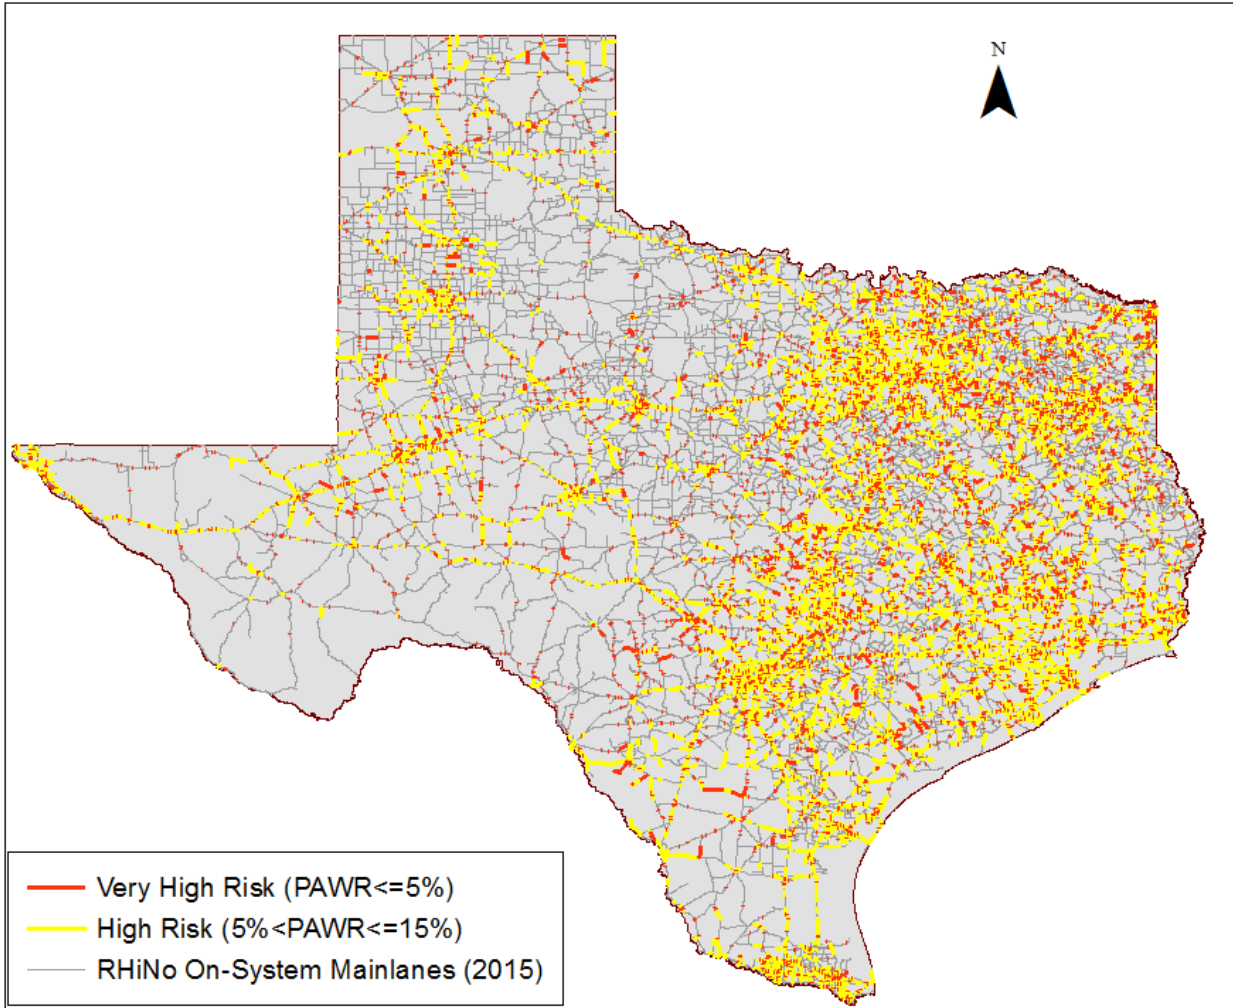 N
Very High Risk (PAWR<=5%)
High Risk (5%<PAWR<=15%)
RHiNo On-System Mainlanes (2015)